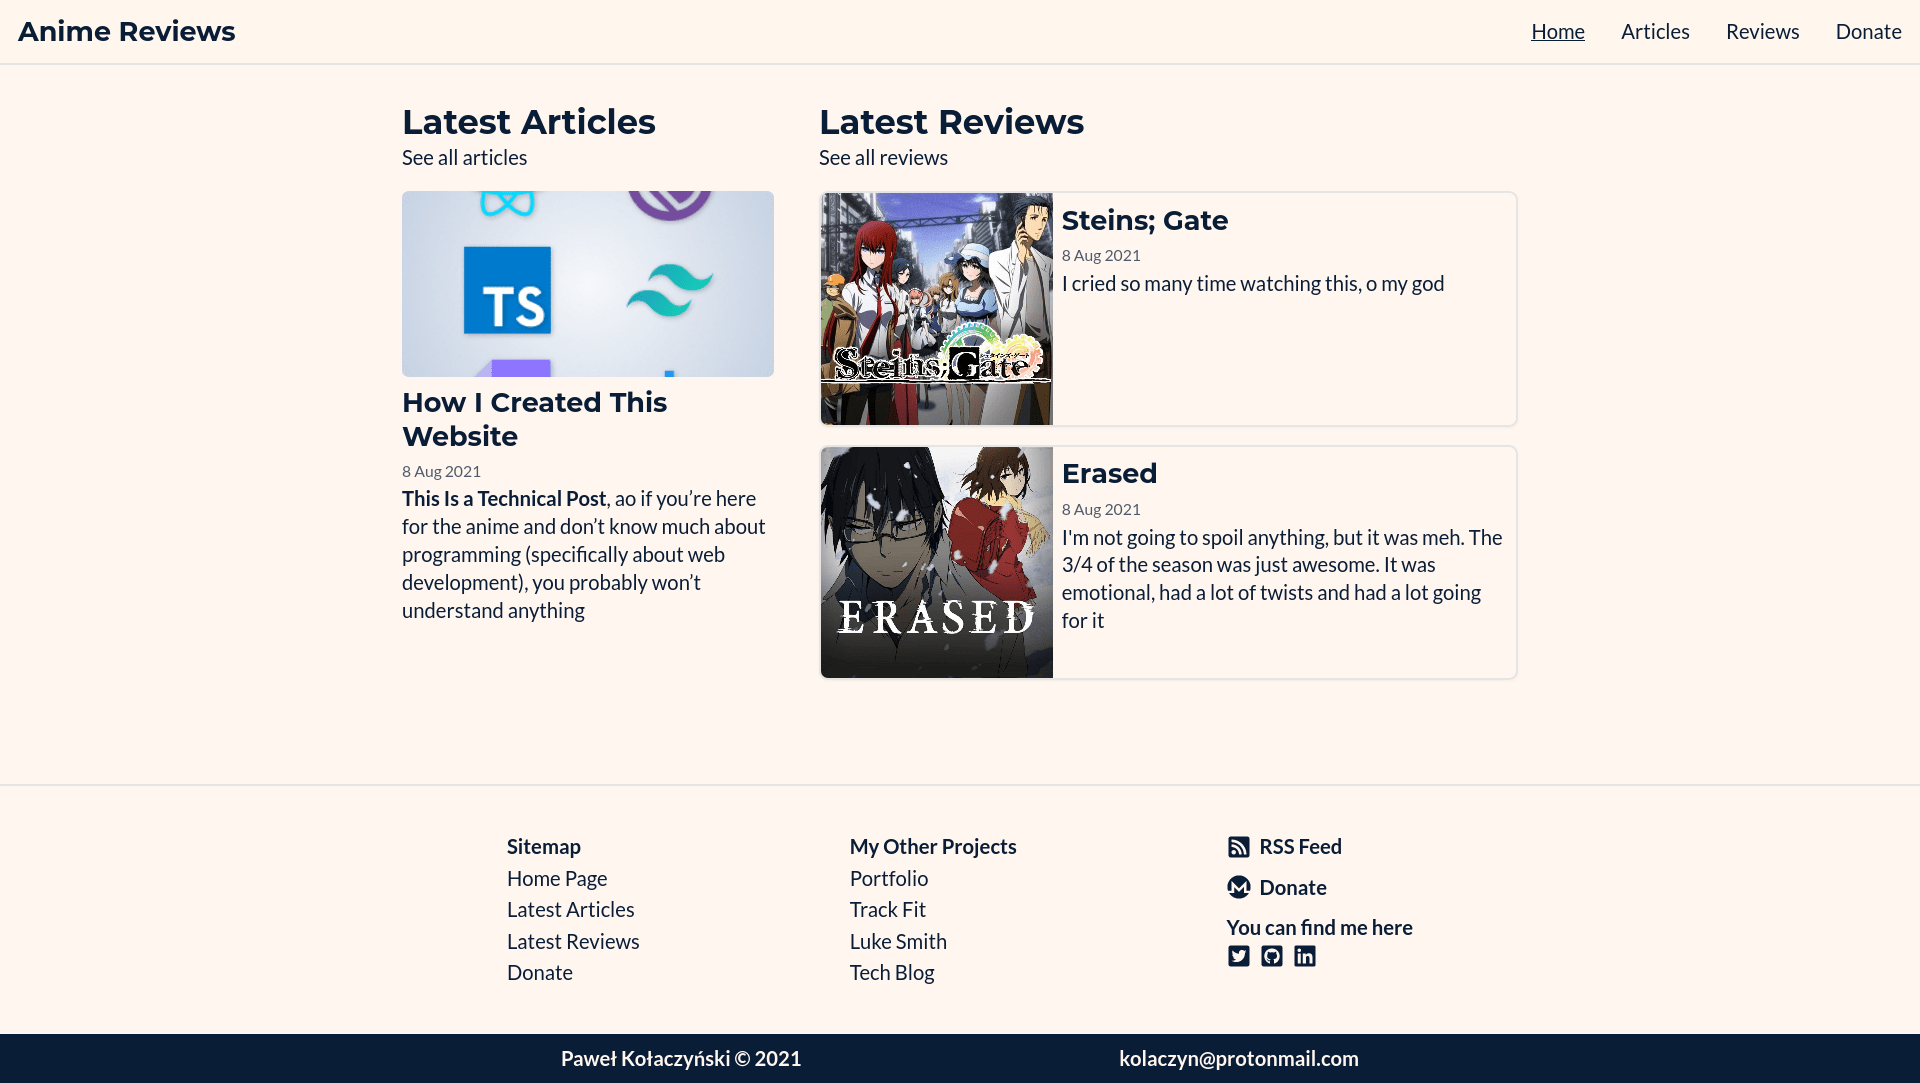 Anime Reviews
Home
Articles
Reviews
Donate
Latest Articles
See all articles
TS
How I Created This
Website
8 Aug 2021
This Is a Technical Post, ao if you’re here
for the anime and don’t know much about
programming (specifically about web
development), you probably won’t
understand anything
Latest Reviews
See all reviews
Steins;Gate
Steins; Gate
8 Aug 2021
I cried so many time watching this, o my god
ERASED
Erased
8 Aug 2021
I'm not going to spoil anything, but it was meh. The
3/4 of the season was just awesome. It was
emotional, had a lot of twists and had a lot going
for it
Sitemap
Home Page
Latest Articles
Latest Reviews
Donate
My Other Projects
Portfolio
Track Fit
Luke Smith
Tech Blog
RSS Feed
Donate
You can find me here
in
Paweł Kołaczyński © 2021
kolaczyn@protonmail.com